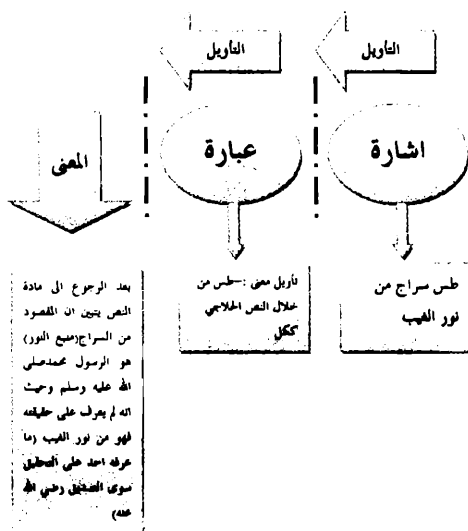 التأويل
التأويل
اشارة
عبارة
المعنى
طس سراج من
نور الغيب
تأويل معنى :-طس من
خلال النص الحلاجي
ككل
بعد الرجوع الى مادة
النص يتبين ان المقصود
من السراج(منبع النور)
هو الرسول محمدصلى
الله عليه وسلم وحيث
انه لم يعرف على حقيقته
فهو من نور الغيب (ما
عرفه احد على التحقيق
سوى الصديق رضي الله
عنه)